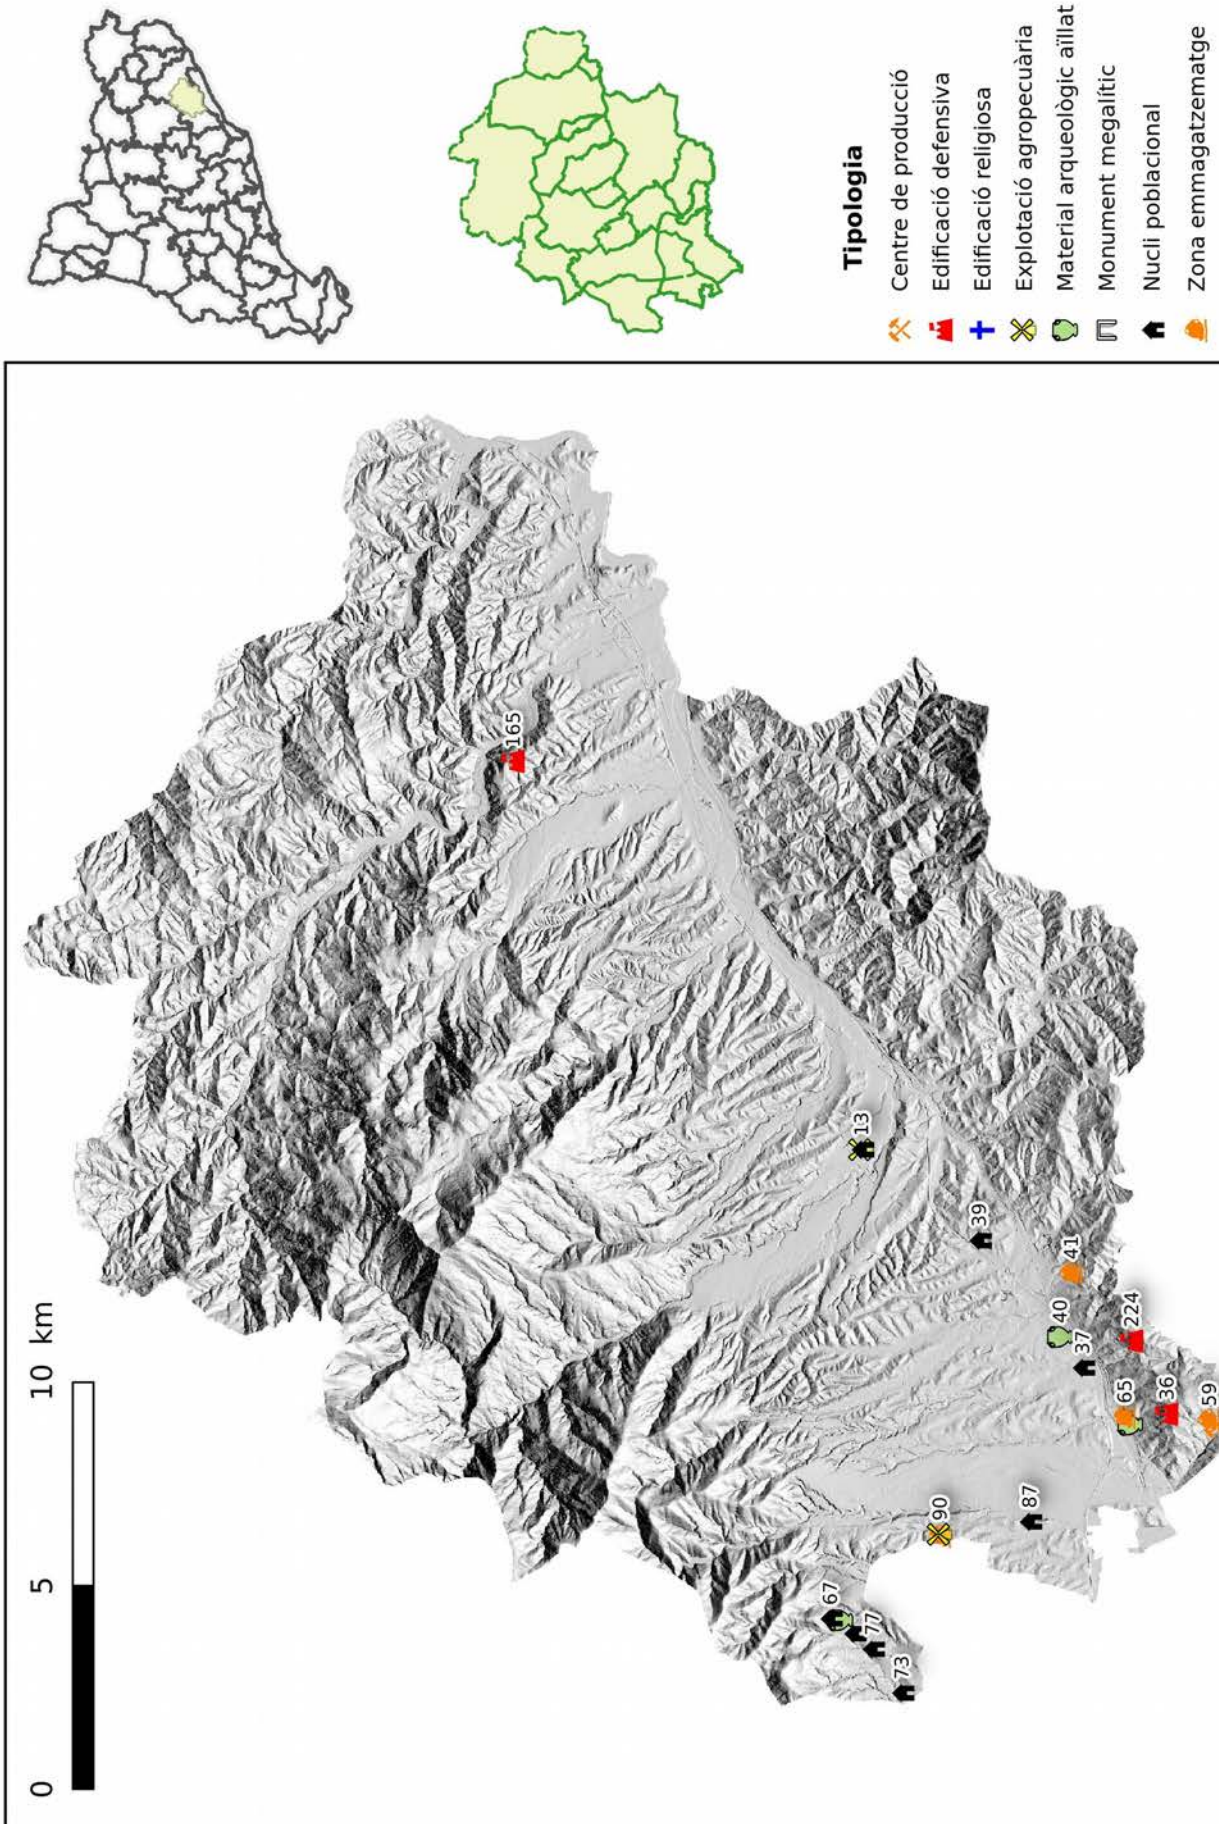 0 5 10 km
165
13
39
41
40
224
37
65
36
59
90
87
67
77
73
Tipologia
Centre de producció
Edificació defensiva
Edificació religiosa
Explotació agropecuària
Material arqueològic aïllat
Monument megalític
Nucli poblacional
Zona emmagatzematge